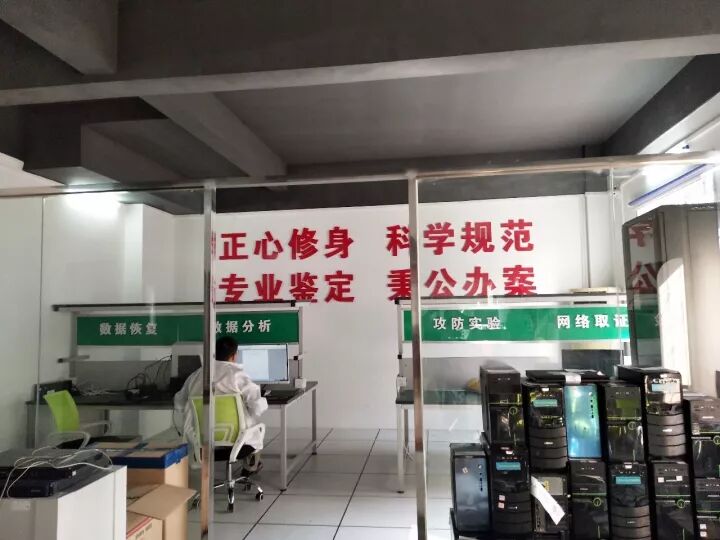 正心修身 科学规范
专业鉴定 秉公办案
数据恢复
数据分析
攻防实验
网络取证